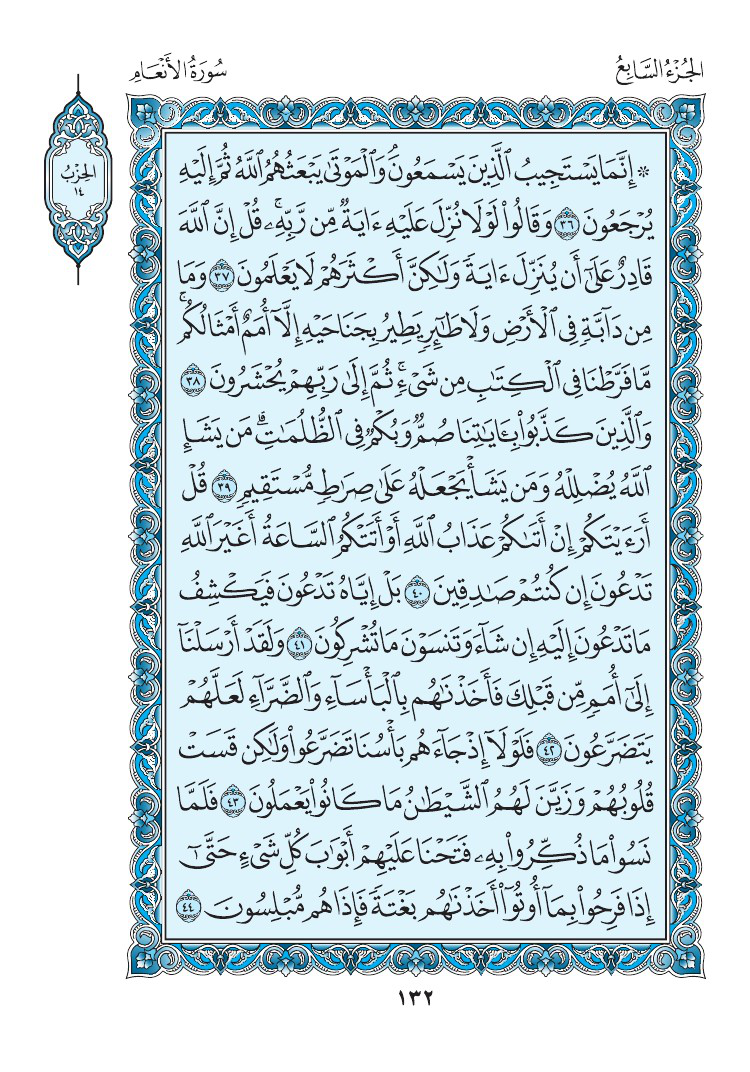 الجُزْءُ السَّابِعُ
سُورَةُ الأَنْعَامِ
الحِزْبُ
١٤
۞ إِنَّمَا يَسۡتَجِيبُ ٱلَّذِينَ يَسۡمَعُونَۘ وَٱلۡمَوۡتَىٰ يَبۡعَثُهُمُ ٱللَّهُ ثُمَّ إِلَيۡهِ
يُرۡجَعُونَ ٣٦ وَقَالُواْ لَوۡلَا نُزِّلَ عَلَيۡهِ ءَايَةٞ مِّن رَّبِّهِۦۚ قُلۡ إِنَّ ٱللَّهَ
قَادِرٌ عَلَىٰٓ أَن يُنَزِّلَ ءَايَةٗ وَلَٰكِنَّ أَكۡثَرَهُمۡ لَا يَعۡلَمُونَ ٣٧ وَمَا
مِن دَآبَّةٖ فِي ٱلۡأَرۡضِ وَلَا طَٰٓئِرٖ يَطِيرُ بِجَنَاحَيۡهِ إِلَّآ أُمَمٌ أَمۡثَالُكُمۚ
مَّا فَرَّطۡنَا فِي ٱلۡكِتَٰبِ مِن شَيۡءٖۚ ثُمَّ إِلَىٰ رَبِّهِمۡ يُحۡشَرُونَ ٣٨
وَٱلَّذِينَ كَذَّبُواْ بِـَٔايَٰتِنَا صُمّٞ وَبُكۡمٞ فِي ٱلظُّلُمَٰتِۗ مَن يَشَإِ
ٱللَّهُ يُضۡلِلۡهُ وَمَن يَشَأۡ يَجۡعَلۡهُ عَلَىٰ صِرَٰطٖ مُّسۡتَقِيمٖ ٣٩ قُلۡ
أَرَءَيۡتَكُمۡ إِنۡ أَتَىٰكُمۡ عَذَابُ ٱللَّهِ أَوۡ أَتَتۡكُمُ ٱلسَّاعَةُ أَغَيۡرَ ٱللَّهِ
تَدۡعُونَ إِن كُنتُمۡ صَٰدِقِينَ ٤٠ بَلۡ إِيَّاهُ تَدۡعُونَ فَيَكۡشِفُ
مَا تَدۡعُونَ إِلَيۡهِ إِن شَآءَ وَتَنسَوۡنَ مَا تُشۡرِكُونَ ٤١ وَلَقَدۡ أَرۡسَلۡنَآ
إِلَىٰٓ أُمَمٖ مِّن قَبۡلِكَ فَأَخَذۡنَٰهُم بِٱلۡبَأۡسَآءِ وَٱلضَّرَّآءِ لَعَلَّهُمۡ
يَتَضَرَّعُونَ ٤٢ فَلَوۡلَآ إِذۡ جَآءَهُم بَأۡسُنَا تَضَرَّعُواْ وَلَٰكِن قَسَتۡ
قُلُوبُهُمۡ وَزَيَّنَ لَهُمُ ٱلشَّيۡطَٰنُ مَا كَانُواْ يَعۡمَلُونَ ٤٣ فَلَمَّا
نَسُواْ مَا ذُكِّرُواْ بِهِۦ فَتَحۡنَا عَلَيۡهِمۡ أَبۡوَٰبَ كُلِّ شَيۡءٍ حَتَّىٰٓ
إِذَا فَرِحُواْ بِمَآ أُوتُوٓاْ أَخَذۡنَٰهُم بَغۡتَةٗ فَإِذَا هُم مُّبۡلِسُونَ ٤٤
١٣٢